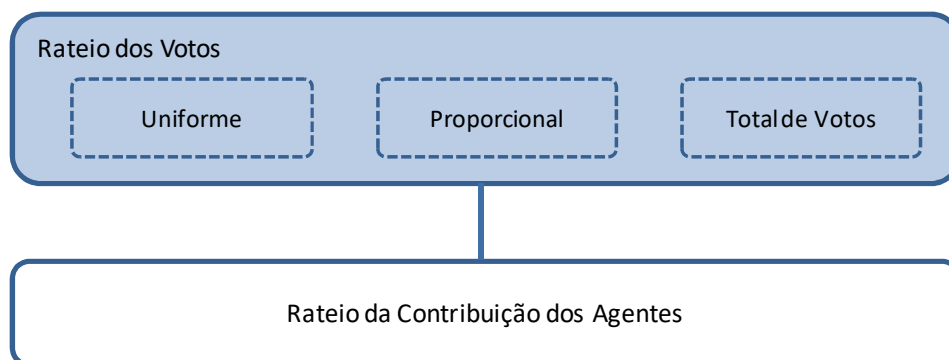 Rateio dos Votos
Uniforme
Proporcional
Total de Votos
Rateio da Contribuição dos Agentes